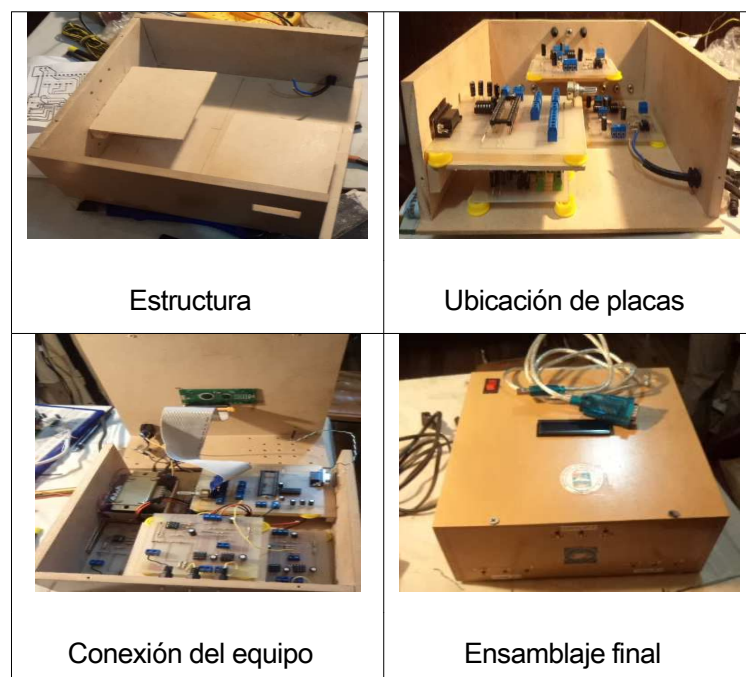 Estructura
Ubicación de placas
Conexión del equipo
Ensamblaje final